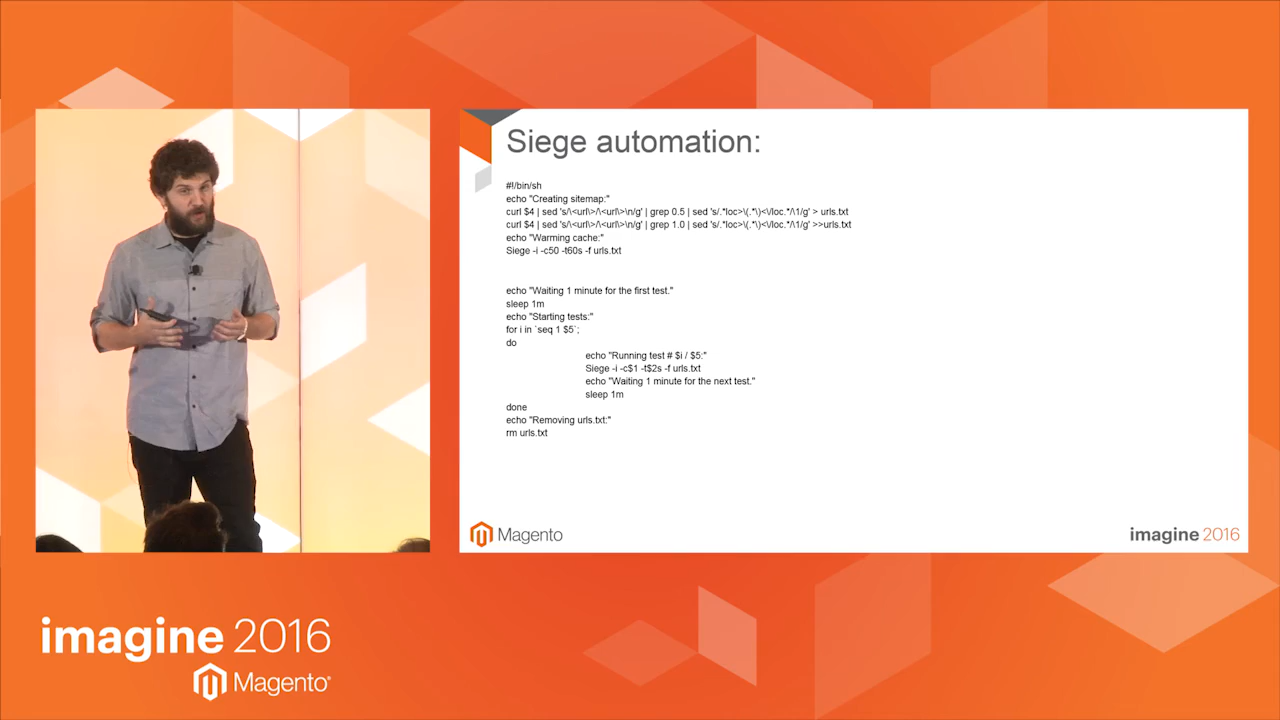 Siege automation:
#!/bin/sh
echo "Creating sitemap:"
curl $4 | sed 's/\<url\>/\<url\>\n/g' | grep 0.5 | sed 's/.*loc>\(.*\)<\/loc.*/\1/g' > urls.txt
curl $4 | sed 's/\<url\>/\<url\>\n/g' | grep 1.0 | sed 's/.*loc>\(.*\)<\/loc.*/\1/g' >>urls.txt
echo "Warming cache:"
Siege -i -c50 -t60s -f urls.txt
echo "Waiting 1 minute for the first test."
sleep 1m
echo "Starting tests:"
for i in `seq 1 $5`;
do
echo "Running test # $i / $5:"
Siege -i -c$1 -t$2s -f urls.txt
echo "Waiting 1 minute for the next test."
sleep 1m
done
echo "Removing urls.txt:"
rm urls.txt
Magento
imagine 2016
imagine 2016
Magento